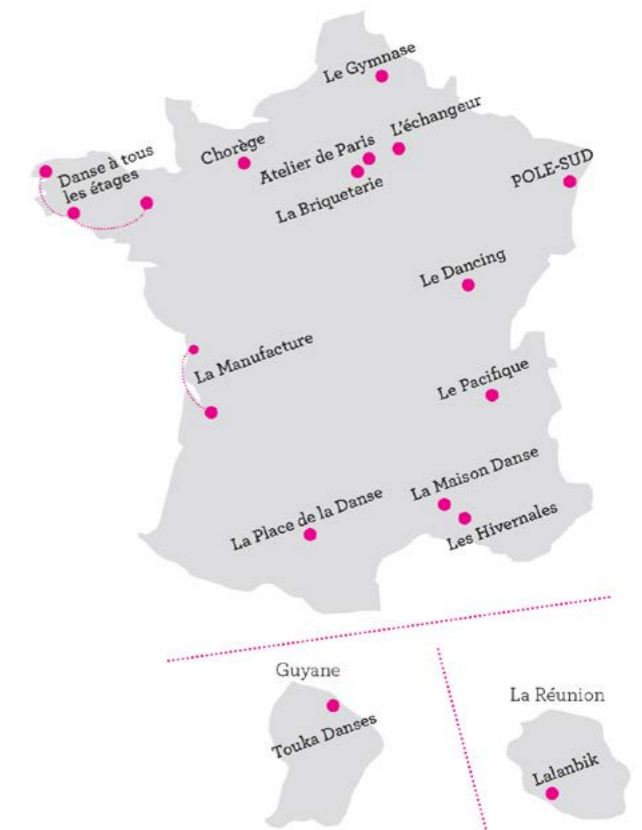 Le Gymnase
L'échangeur
Chorège
Atelier de Paris
Danse à tous
les étages
La Briqueterie
POLE-SUD
Le Dancing
La Manufacture
Le Pacifique
La Maison Danse
La Place de la Danse
Les Hivernales
Guyane
La Réunion
Touka Danses
Lalanbik